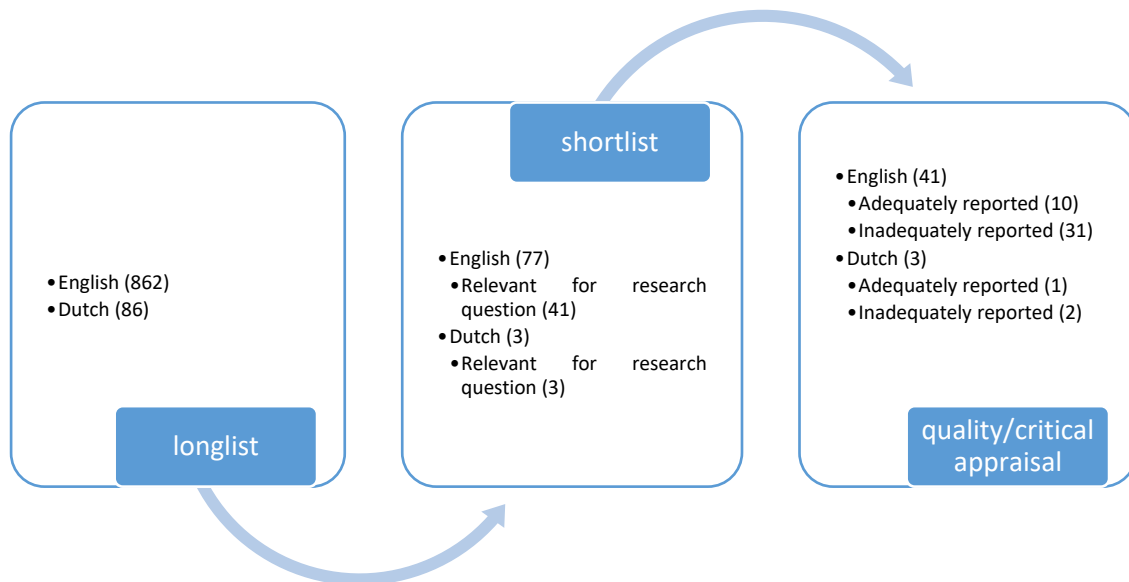 •English (862)
•Dutch (86)
longlist
shortlist
•English (77)
•Relevant for research
question (41)
•Dutch (3)
•Relevant for research
question (3)
•English (41)
•Adequately reported (10)
•Inadequately reported (31)
•Dutch (3)
•Adequately reported (1)
•Inadequately reported (2)
quality/critical
appraisal